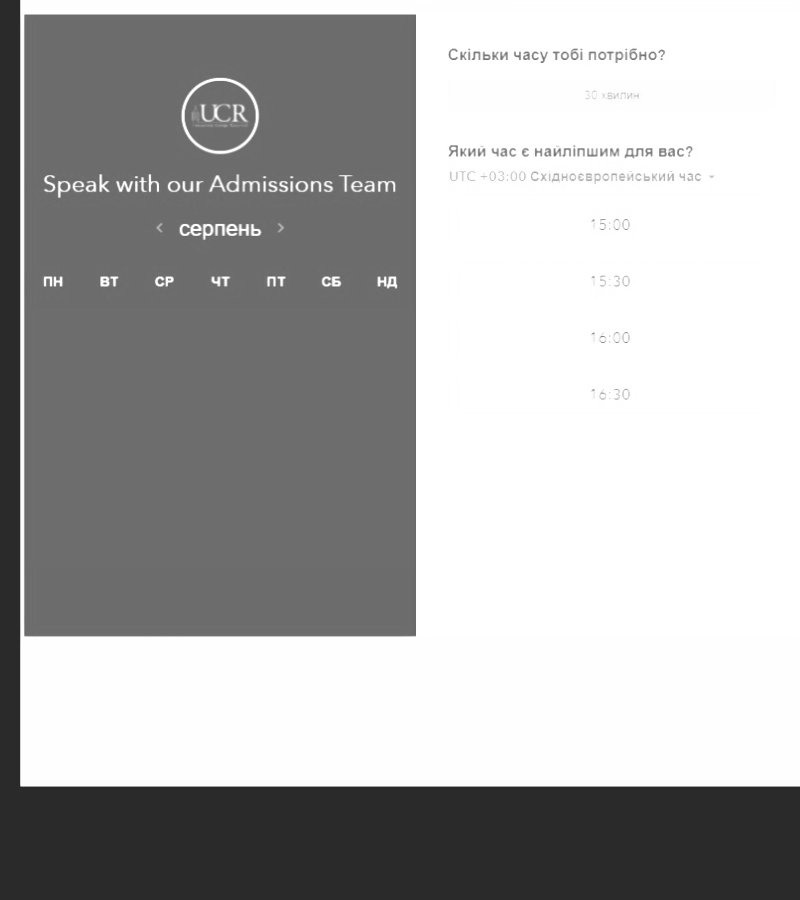 UCR
Speak with our Admissions Team
серпень
ПН ВТ СР ЧТ ПТ СБ НД
Скільки часу тобі потрібно?
30 хвилин
Який час є найліпшим для вас?
UTC +03:00 Східноєвропейський час
15:00
15:30
16:00
16:30